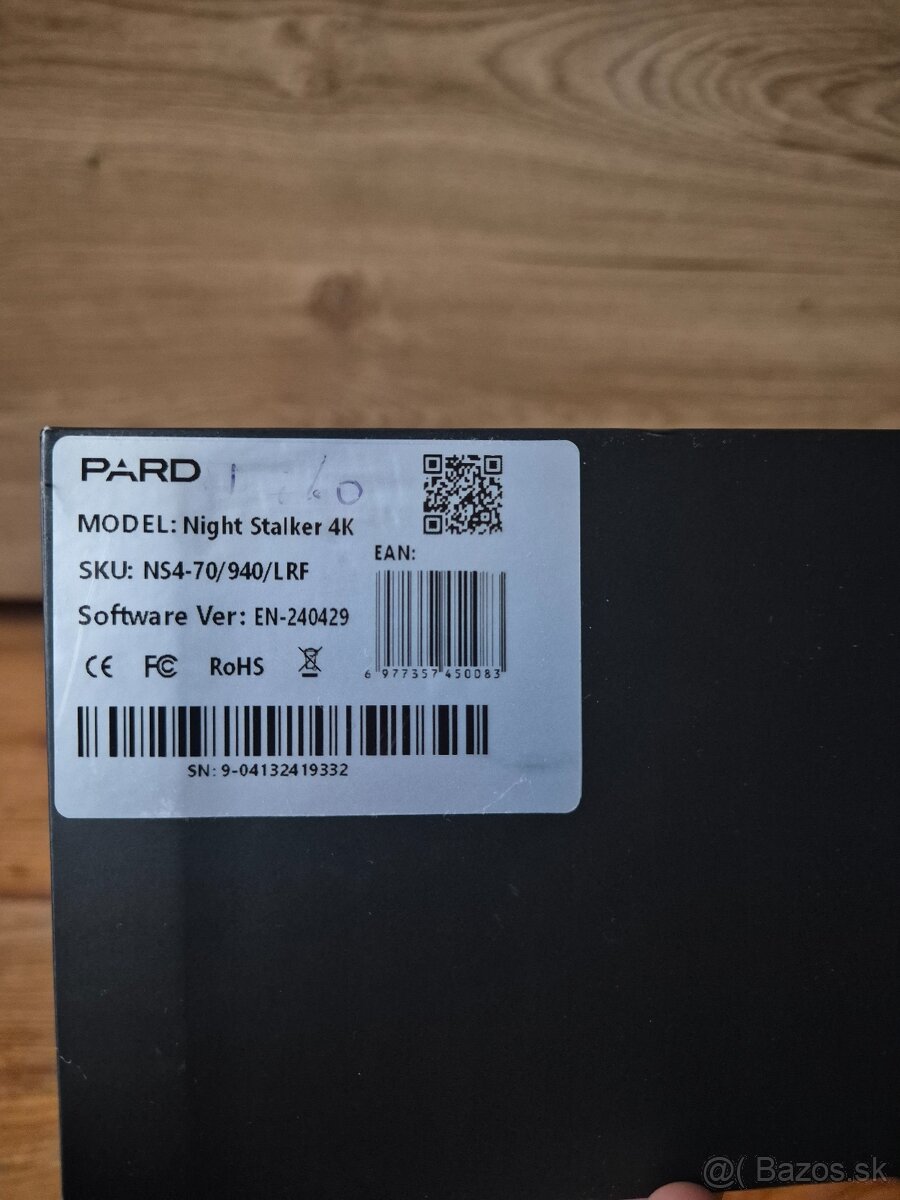 PARD
MODEL: Night Stalker 4K
SKU: NS4-70/940/LRF
Software Ver: EN-240429
CE FC RoHS
EAN:
6 977357 450083
SN: 9-04132419332
@( Bazos.sk